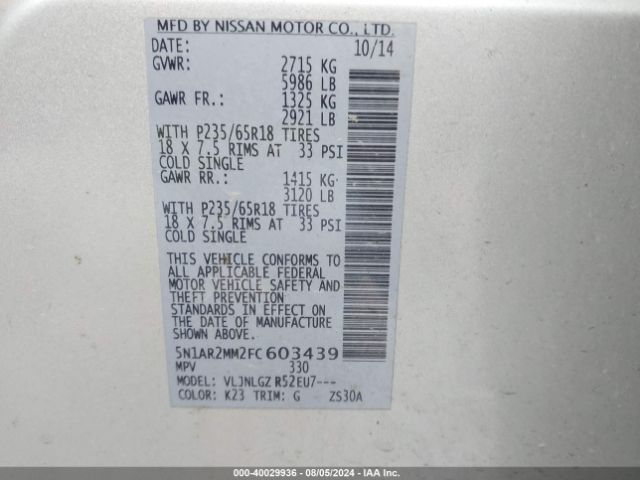 MFD BY NISSAN MOTOR CO., LTD.
DATE: 10/14
GVWR: 2715 KG
5986 LB
GAWR FR.: 1325 KG
2921 LB
WITH P235/65R18 TIRES
18 X 7.5 RIMS AT 33 PSI
COLD SINGLE
GAWR RR.: 1415 KG
3120 LB
WITH P235/65R18 TIRES
18 X 7.5 RIMS AT 33 PSI
COLD SINGLE
THIS VEHICLE CONFORMS TO
ALL APPLICABLE FEDERAL
MOTOR VEHICLE SAFETY AND
THEFT PREVENTION
STANDARDS IN EFFECT ON
THE DATE OF MANUFACTURE
SHOWN ABOVE.
5N1AR2MM2FC603439
MPV 330
MODEL: VLJNLGZ R52EU7---
COLOR: K23 TRIM: G ZS30A
000-40029936 - 08/05/2024 - IAA Inc.